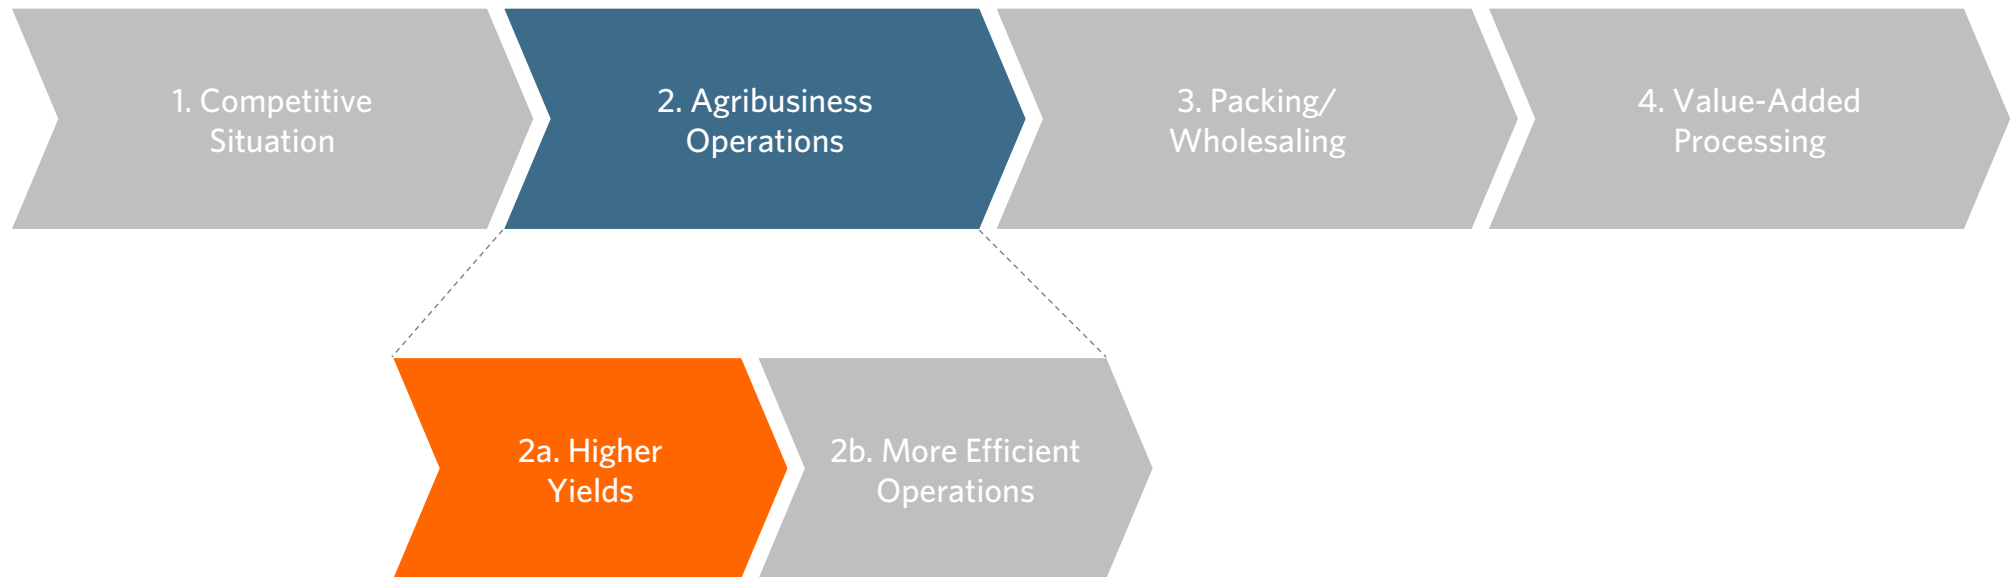 1. Competitive
Situation
2. Agribusiness
Operations
3. Packing/
Wholesaling
4. Value-Added
Processing
2a. Higher
Yields
2b. More Efficient
Operations